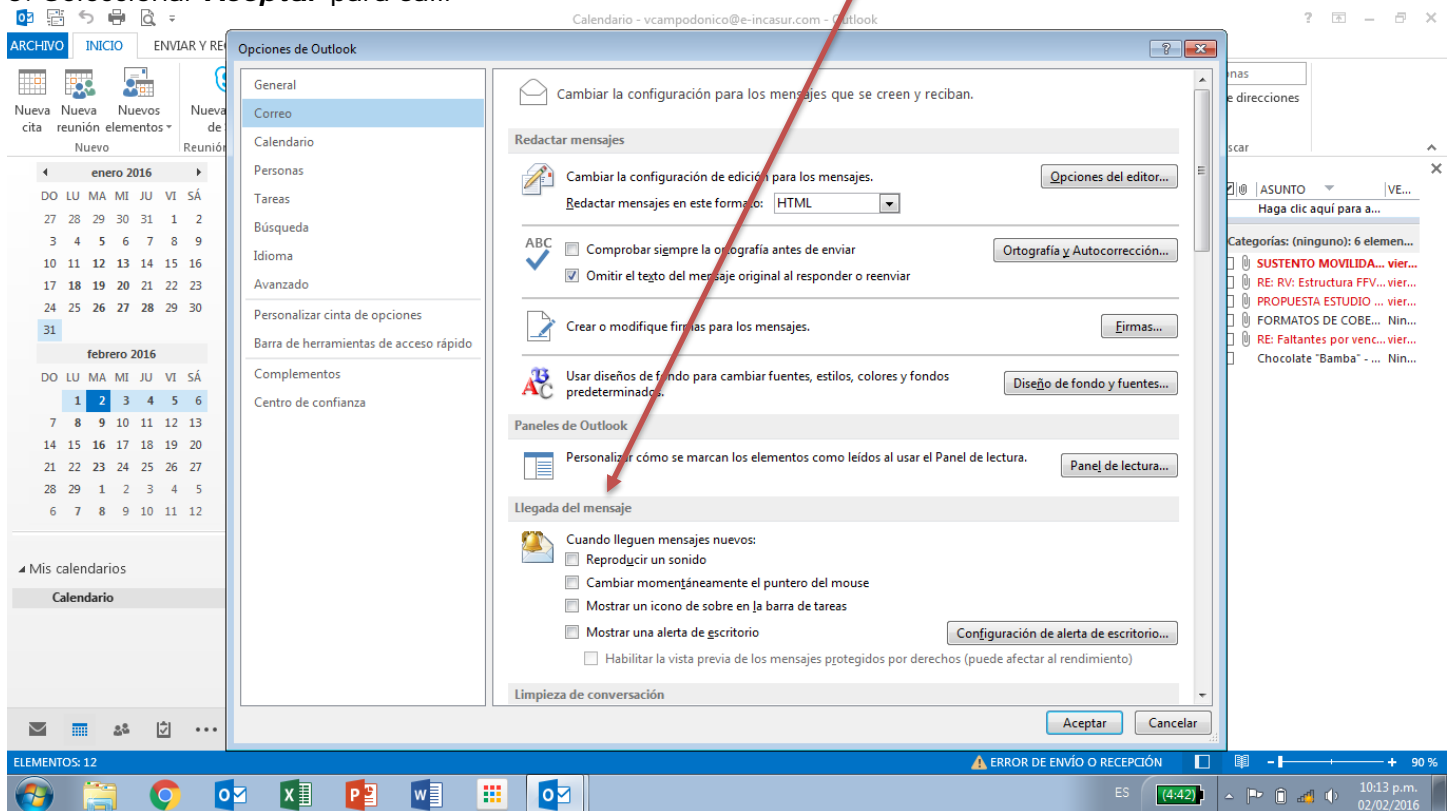 Seleccionar Aceptar para
Calendario - vcampodonico@e-incasur.com - Outlook
ARCHIVO INICIO ENVIAR Y RE
Nueva cita
Nueva reunión
Nuevos elementos
Nueva
de
Nuevo
Reunión
enero 2016
DO LU MA MI JU VI SÁ
27 28 29 30 31 1 2
3 4 5 6 7 8 9
10 11 12 13 14 15 16
17 18 19 20 21 22 23
24 25 26 27 28 29 30
31
febrero 2016
DO LU MA MI JU VI SÁ
1 2 3 4 5 6
7 8 9 10 11 12 13
14 15 16 17 18 19 20
21 22 23 24 25 26 27
28 29 1 2 3 4 5
6 7 8 9 10 11 12
Mis calendarios
Calendario
Opciones de Outlook
General
Correo
Calendario
Personas
Tareas
Búsqueda
Idioma
Avanzado
Personalizar cinta de opciones
Barra de herramientas de acceso rápido
Complementos
Centro de confianza
Cambiar la configuración para los mensajes que se creen y reciban.
Redactar mensajes
Cambiar la configuración de edición para los mensajes.
Opciones del editor...
Redactar mensajes en este formato: HTML
ABC
Comprobar siempre la ortografía antes de enviar
Ortografía y Autocorrección...
Omitir el texto del mensaje original al responder o reenviar
Crear o modifique firmas para los mensajes.
Firmas...
Usar diseños de fondo para cambiar fuentes, estilos, colores y fondos
predeterminados.
Diseño de fondo y fuentes...
Paneles de Outlook
Personalizar cómo se marcan los elementos como leídos al usar el Panel de lectura.
Panel de lectura...
Llegada del mensaje
Cuando lleguen mensajes nuevos:
Reproducir un sonido
Cambiar momentáneamente el puntero del mouse
Mostrar un icono de sobre en la barra de tareas
Mostrar una alerta de escritorio
Configuración de alerta de escritorio...
Habilitar la vista previa de los mensajes protegidos por derechos (puede afectar al rendimiento)
Limpieza de conversación
Aceptar
Cancelar
onas
e direcciones
scar
ASUNTO VE...
Haga clic aquí para a...
Categorías: (ninguno): 6 elemen...
SUSTENTO MOVILIDA... vier...
RE: RV: Estructura FFV... vier...
PROPUESTA ESTUDIO ... vier...
FORMATOS DE COBE... Nin...
RE: Faltantes por venc... vier...
Chocolate "Bamba" - ... Nin...
ELEMENTOS: 12
ERROR DE ENVÍO O RECEPCIÓN
90 %
ES
(4:42)
10:13 p.m.
02/02/2016